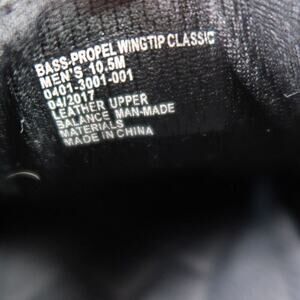 BASS-PROPEL WINGTIP CLASSIC
MEN'S 10.5M
0401-3001-001
04/2017
LEATHER UPPER
BALANCE MAN-MADE
MATERIALS
MADE IN CHINA